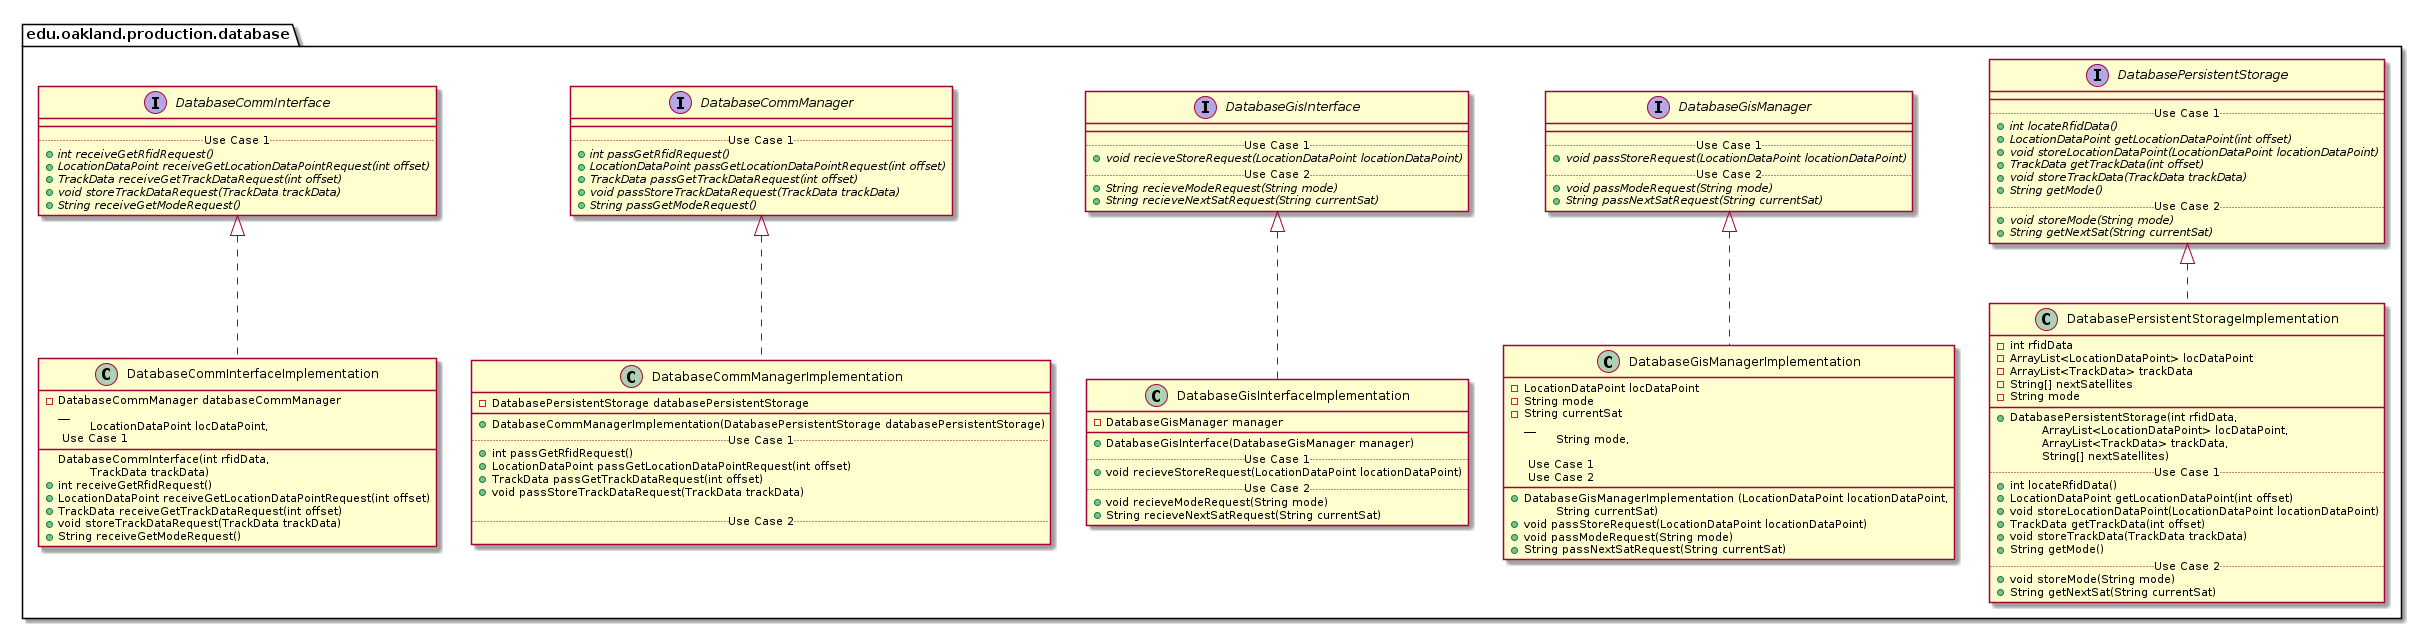 edu.oakland.production.database
I DatabaseCommInterface
Use Case 1
int receiveGetRfidRequest()
LocationDataPoint receiveGetLocationDataPointRequest(int offset)
TrackData receiveGetTrackDataRequest(int offset)
void storeTrackDataRequest(TrackData trackData)
String receiveGetModeRequest()
I DatabaseCommManager
Use Case 1
int passGetRfidRequest()
LocationDataPoint passGetLocationDataPointRequest(int offset)
TrackData passGetTrackDataRequest(int offset)
void passStoreTrackDataRequest(TrackData trackData)
String passGetModeRequest()
I DatabaseGisInterface
Use Case 1
void recieveStoreRequest(LocationDataPoint locationDataPoint)
Use Case 2
String recieveModeRequest(String mode)
String recieveNextSatRequest(String currentSat)
I DatabaseGisManager
Use Case 1
void passStoreRequest(LocationDataPoint locationDataPoint)
Use Case 2
void passModeRequest(String mode)
String passNextSatRequest(String currentSat)
I DatabasePersistentStorage
Use Case 1
int locateRfidData()
LocationDataPoint getLocationDataPoint(int offset)
void storeLocationDataPoint(LocationDataPoint locationDataPoint)
TrackData getTrackData(int offset)
void storeTrackData(TrackData trackData)
String getMode()
Use Case 2
void storeMode(String mode)
String getNextSat(String currentSat)
C DatabaseCommInterfaceImplementation
DatabaseCommManager databaseCommManager
__
LocationDataPoint locDataPoint,
Use Case 1
DatabaseCommInterface(int rfidData,
TrackData trackData)
int receiveGetRfidRequest()
LocationDataPoint receiveGetLocationDataPointRequest(int offset)
TrackData receiveGetTrackDataRequest(int offset)
void storeTrackDataRequest(TrackData trackData)
String receiveGetModeRequest()
C DatabaseCommManagerImplementation
DatabasePersistentStorage databasePersistentStorage
DatabaseCommManagerImplementation(DatabasePersistentStorage databasePersistentStorage)
Use Case 1
int passGetRfidRequest()
LocationDataPoint passGetLocationDataPointRequest(int offset)
TrackData passGetTrackDataRequest(int offset)
void passStoreTrackDataRequest(TrackData trackData)
Use Case 2
C DatabaseGisInterfaceImplementation
DatabaseGisManager manager
DatabaseGisInterface(DatabaseGisManager manager)
Use Case 1
void recieveStoreRequest(LocationDataPoint locationDataPoint)
Use Case 2
void recieveModeRequest(String mode)
String recieveNextSatRequest(String currentSat)
C DatabaseGisManagerImplementation
LocationDataPoint locDataPoint
String mode
String currentSat
__
String mode,
Use Case 1
Use Case 2
DatabaseGisManagerImplementation (LocationDataPoint locationDataPoint,
String currentSat)
void passStoreRequest(LocationDataPoint locationDataPoint)
void passModeRequest(String mode)
String passNextSatRequest(String currentSat)
C DatabasePersistentStorageImplementation
int rfidData
ArrayList<LocationDataPoint> locDataPoint
ArrayList<TrackData> trackData
String[] nextSatellites
String mode
DatabasePersistentStorage(int rfidData,
ArrayList<LocationDataPoint> locDataPoint,
ArrayList<TrackData> trackData,
String[] nextSatellites)
Use Case 1
int locateRfidData()
LocationDataPoint getLocationDataPoint(int offset)
void storeLocationDataPoint(LocationDataPoint locationDataPoint)
TrackData getTrackData(int offset)
void storeTrackData(TrackData trackData)
String getMode()
Use Case 2
void storeMode(String mode)
String getNextSat(String currentSat)